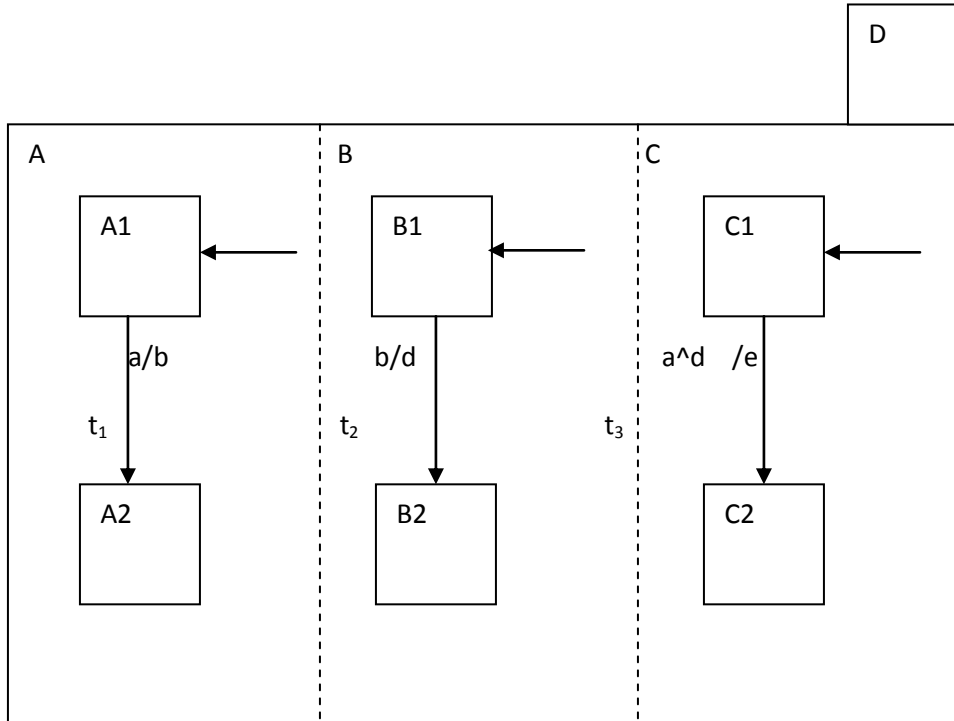 D
A B C
A1 B1 C1
a/b b/d a^d /e
t₁ t₂ t₃
A2 B2 C2